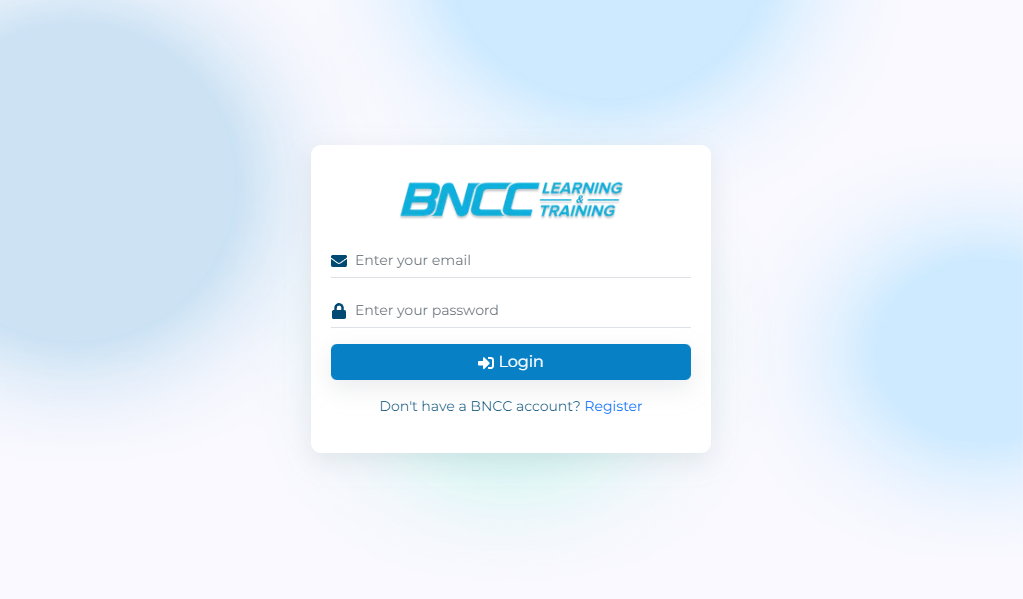 BNCC LEARNING & TRAINING
Enter your email
Enter your password
Login
Don't have a BNCC account? Register